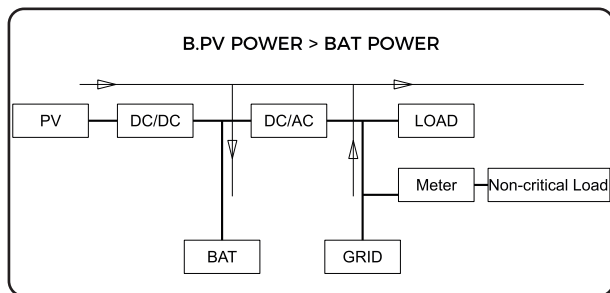 B.PV POWER > BAT POWER
PV
DC/DC
DC/AC
LOAD
Meter
Non-critical Load
BAT
GRID